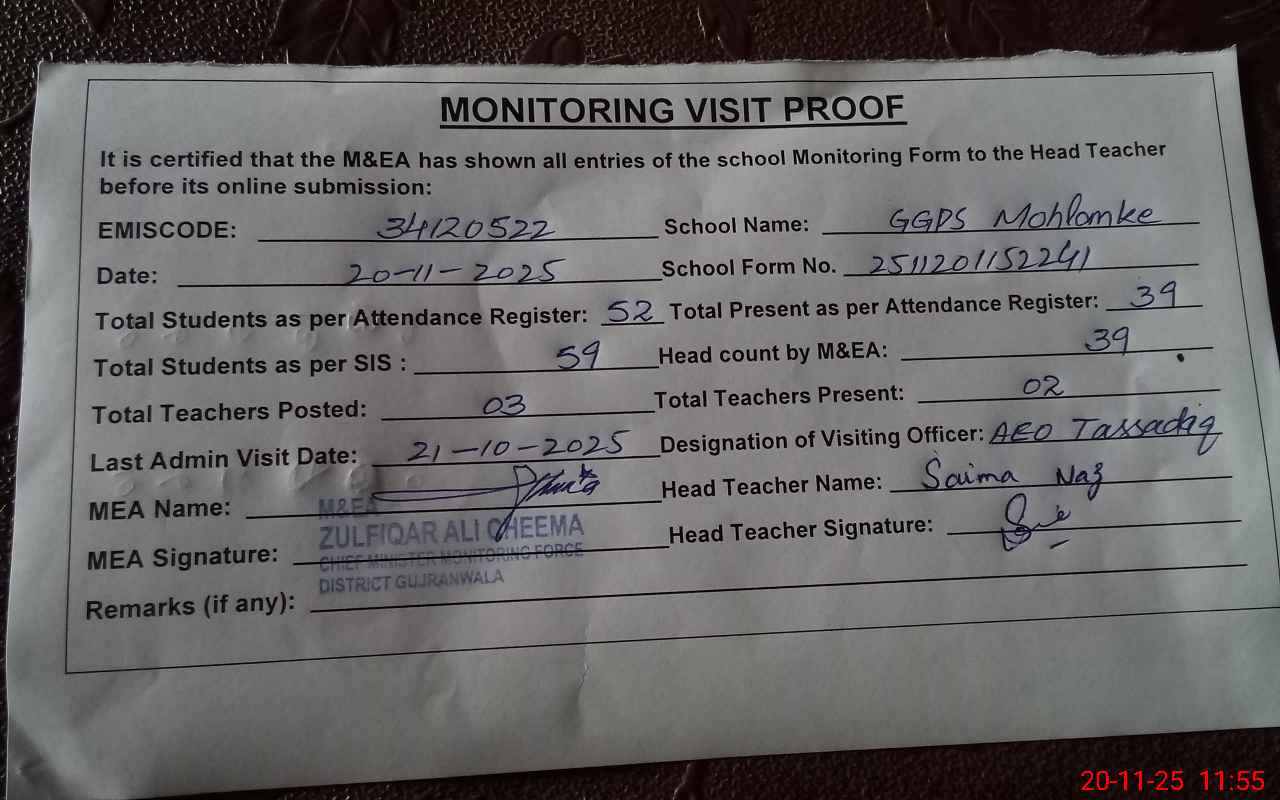 MONITORING VISIT PROOF
It is certified that the M&EA has shown all entries of the school Monitoring Form to the Head Teacher
before its online submission:
EMISCODE: 34120522 School Name: GGPS Mohlomke
Date: 20-11-2025 School Form No. 2511201152241
Total Students as per Attendance Register: 52 Total Present as per Attendance Register: 39
Total Students as per SIS : 59 Head count by M&EA: 39
Total Teachers Posted: 03 Total Teachers Present: 02
Last Admin Visit Date: 21-10-2025 Designation of Visiting Officer: AEO Tassadiq
MEA Name: Head Teacher Name: Saima Naz
M&EA
ZULFIQAR ALI CHEEMA
MEA Signature: Head Teacher Signature:
CHIEF MINISTER MONITORING FORCE
DISTRICT GUJRANWALA
Remarks (if any):
20-11-25 11:55